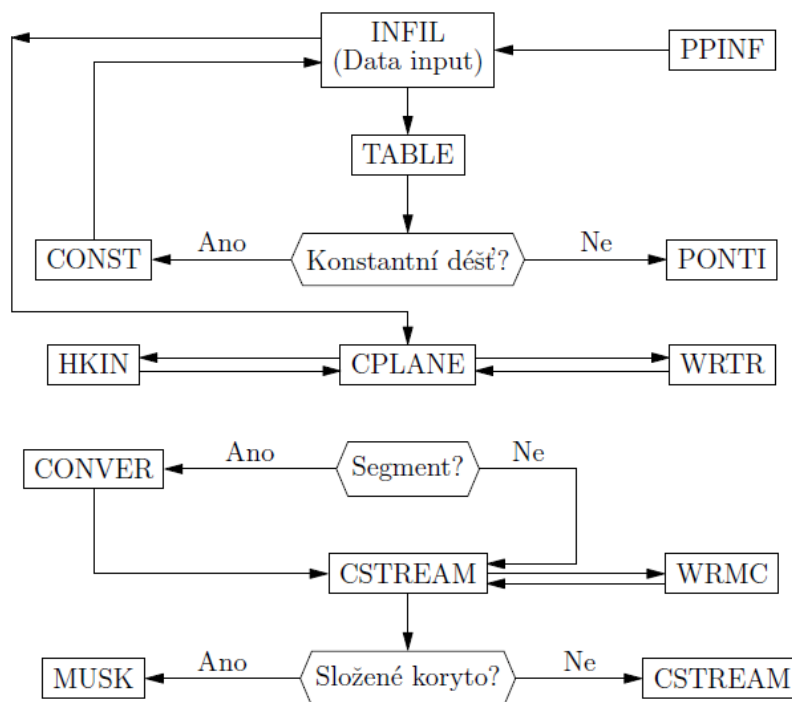 INFIL
(Data input)
PPINF
TABLE
CONST
Ano
Konstantní déšť?
Ne
PONTI
HKIN
CPLANE
WRTR
CONVER
Ano
Segment?
Ne
CSTREAM
WRMC
MUSK
Ano
Složené koryto?
Ne
CSTREAM